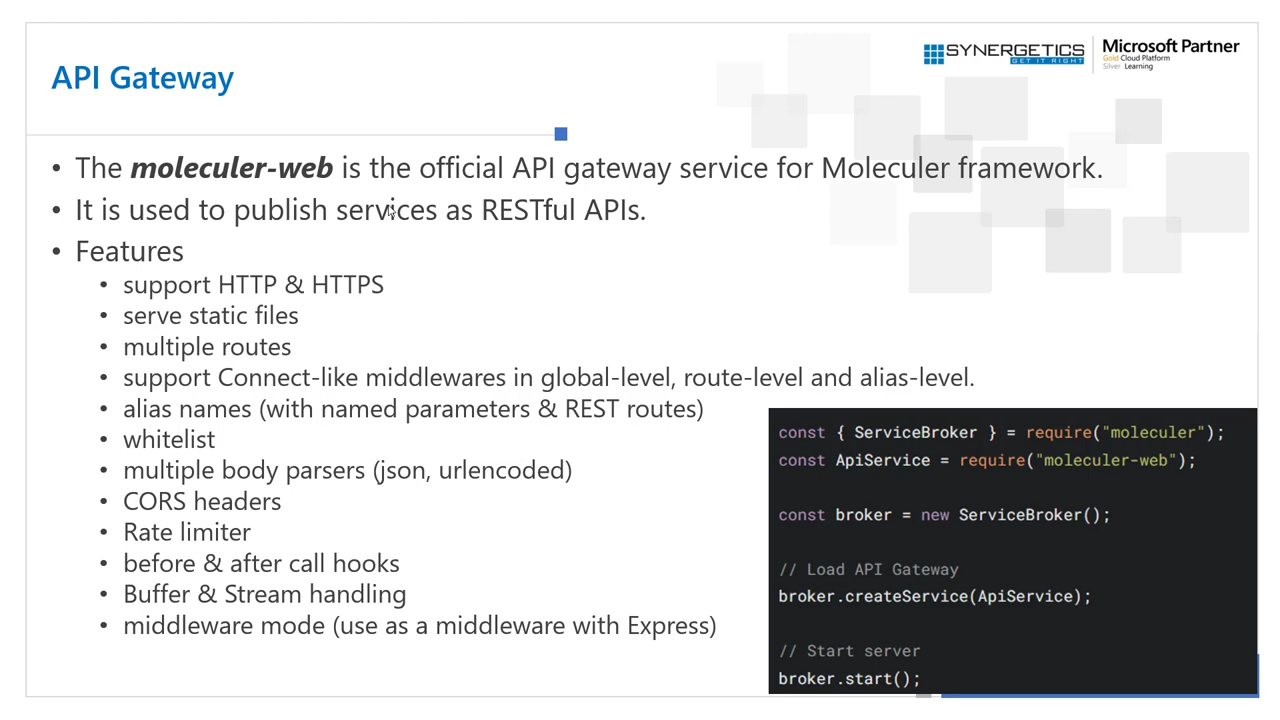 SYNERGETICS
GET IT RIGHT
Microsoft Partner
Gold Cloud Platform
Silver Learning
API Gateway
• The moleculer-web is the official API gateway service for Moleculer framework.
• It is used to publish services as RESTful APIs.
• Features
• support HTTP & HTTPS
• serve static files
• multiple routes
• support Connect-like middlewares in global-level, route-level and alias-level.
• alias names (with named parameters & REST routes)
• whitelist
• multiple body parsers (json, urlencoded)
• CORS headers
• Rate limiter
• before & after call hooks
• Buffer & Stream handling
• middleware mode (use as a middleware with Express)
const { ServiceBroker } = require("moleculer");
const ApiService = require("moleculer-web");
const broker = new ServiceBroker();
// Load API Gateway
broker.createService(ApiService);
// Start server
broker.start();